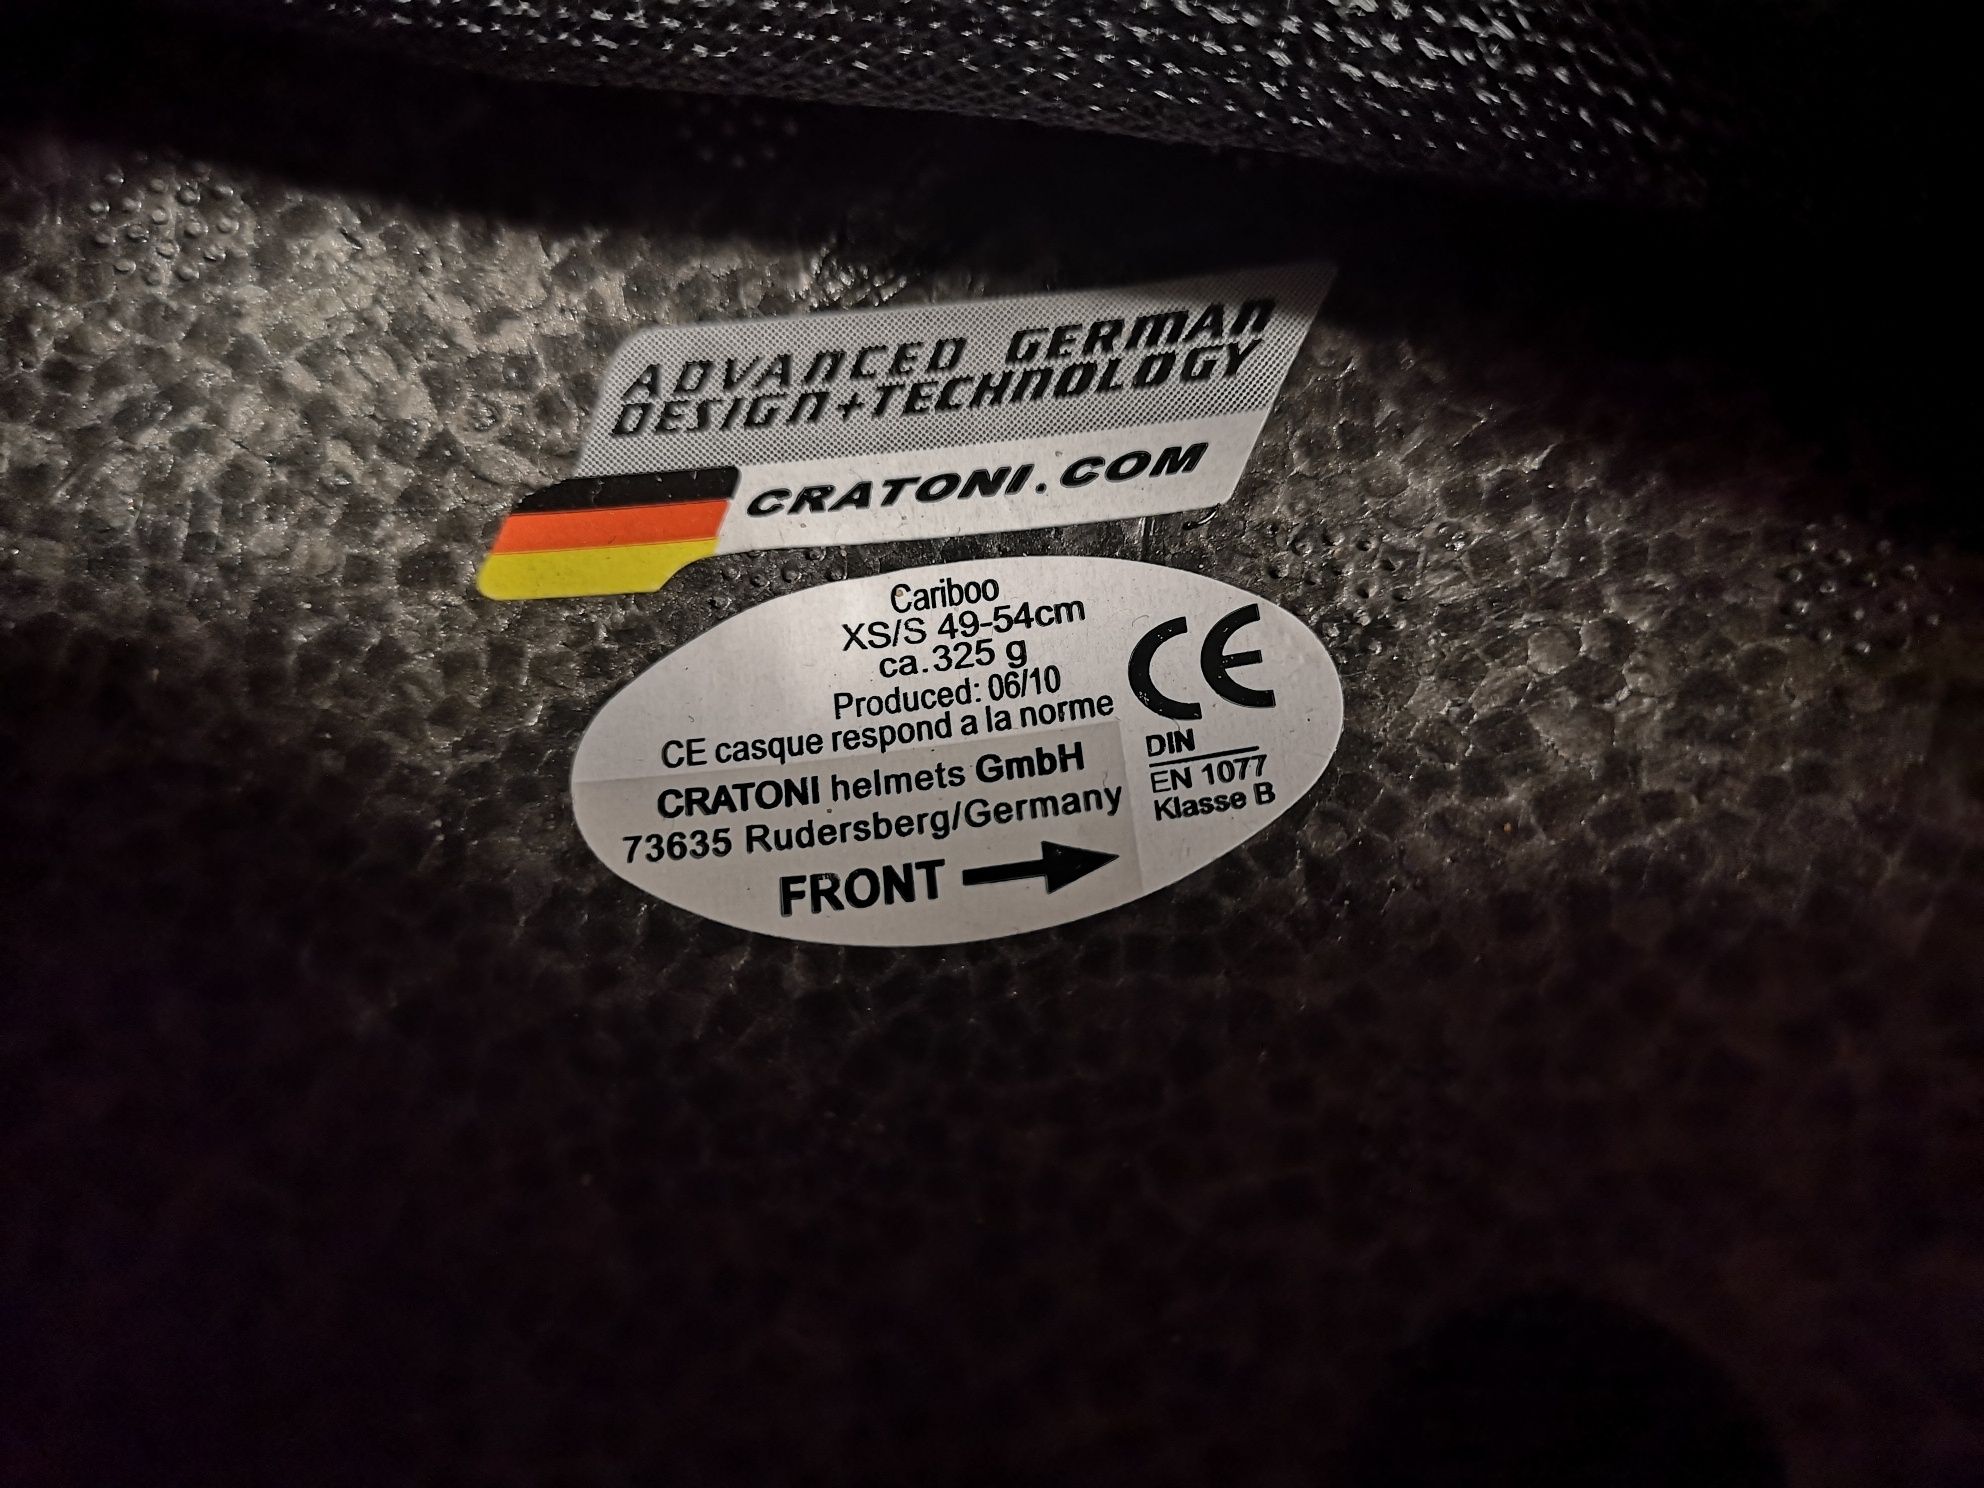 ADVANCED GERMAN
DESIGN+TECHNOLOGY
CRATONI.COM
Cariboo
XS/S 49-54cm
ca.325 g
Produced: 06/10
CE casque respond a la norme
CRATONI helmets GmbH
73635 Rudersberg/Germany
FRONT
CE
DIN
EN 1077
Klasse B